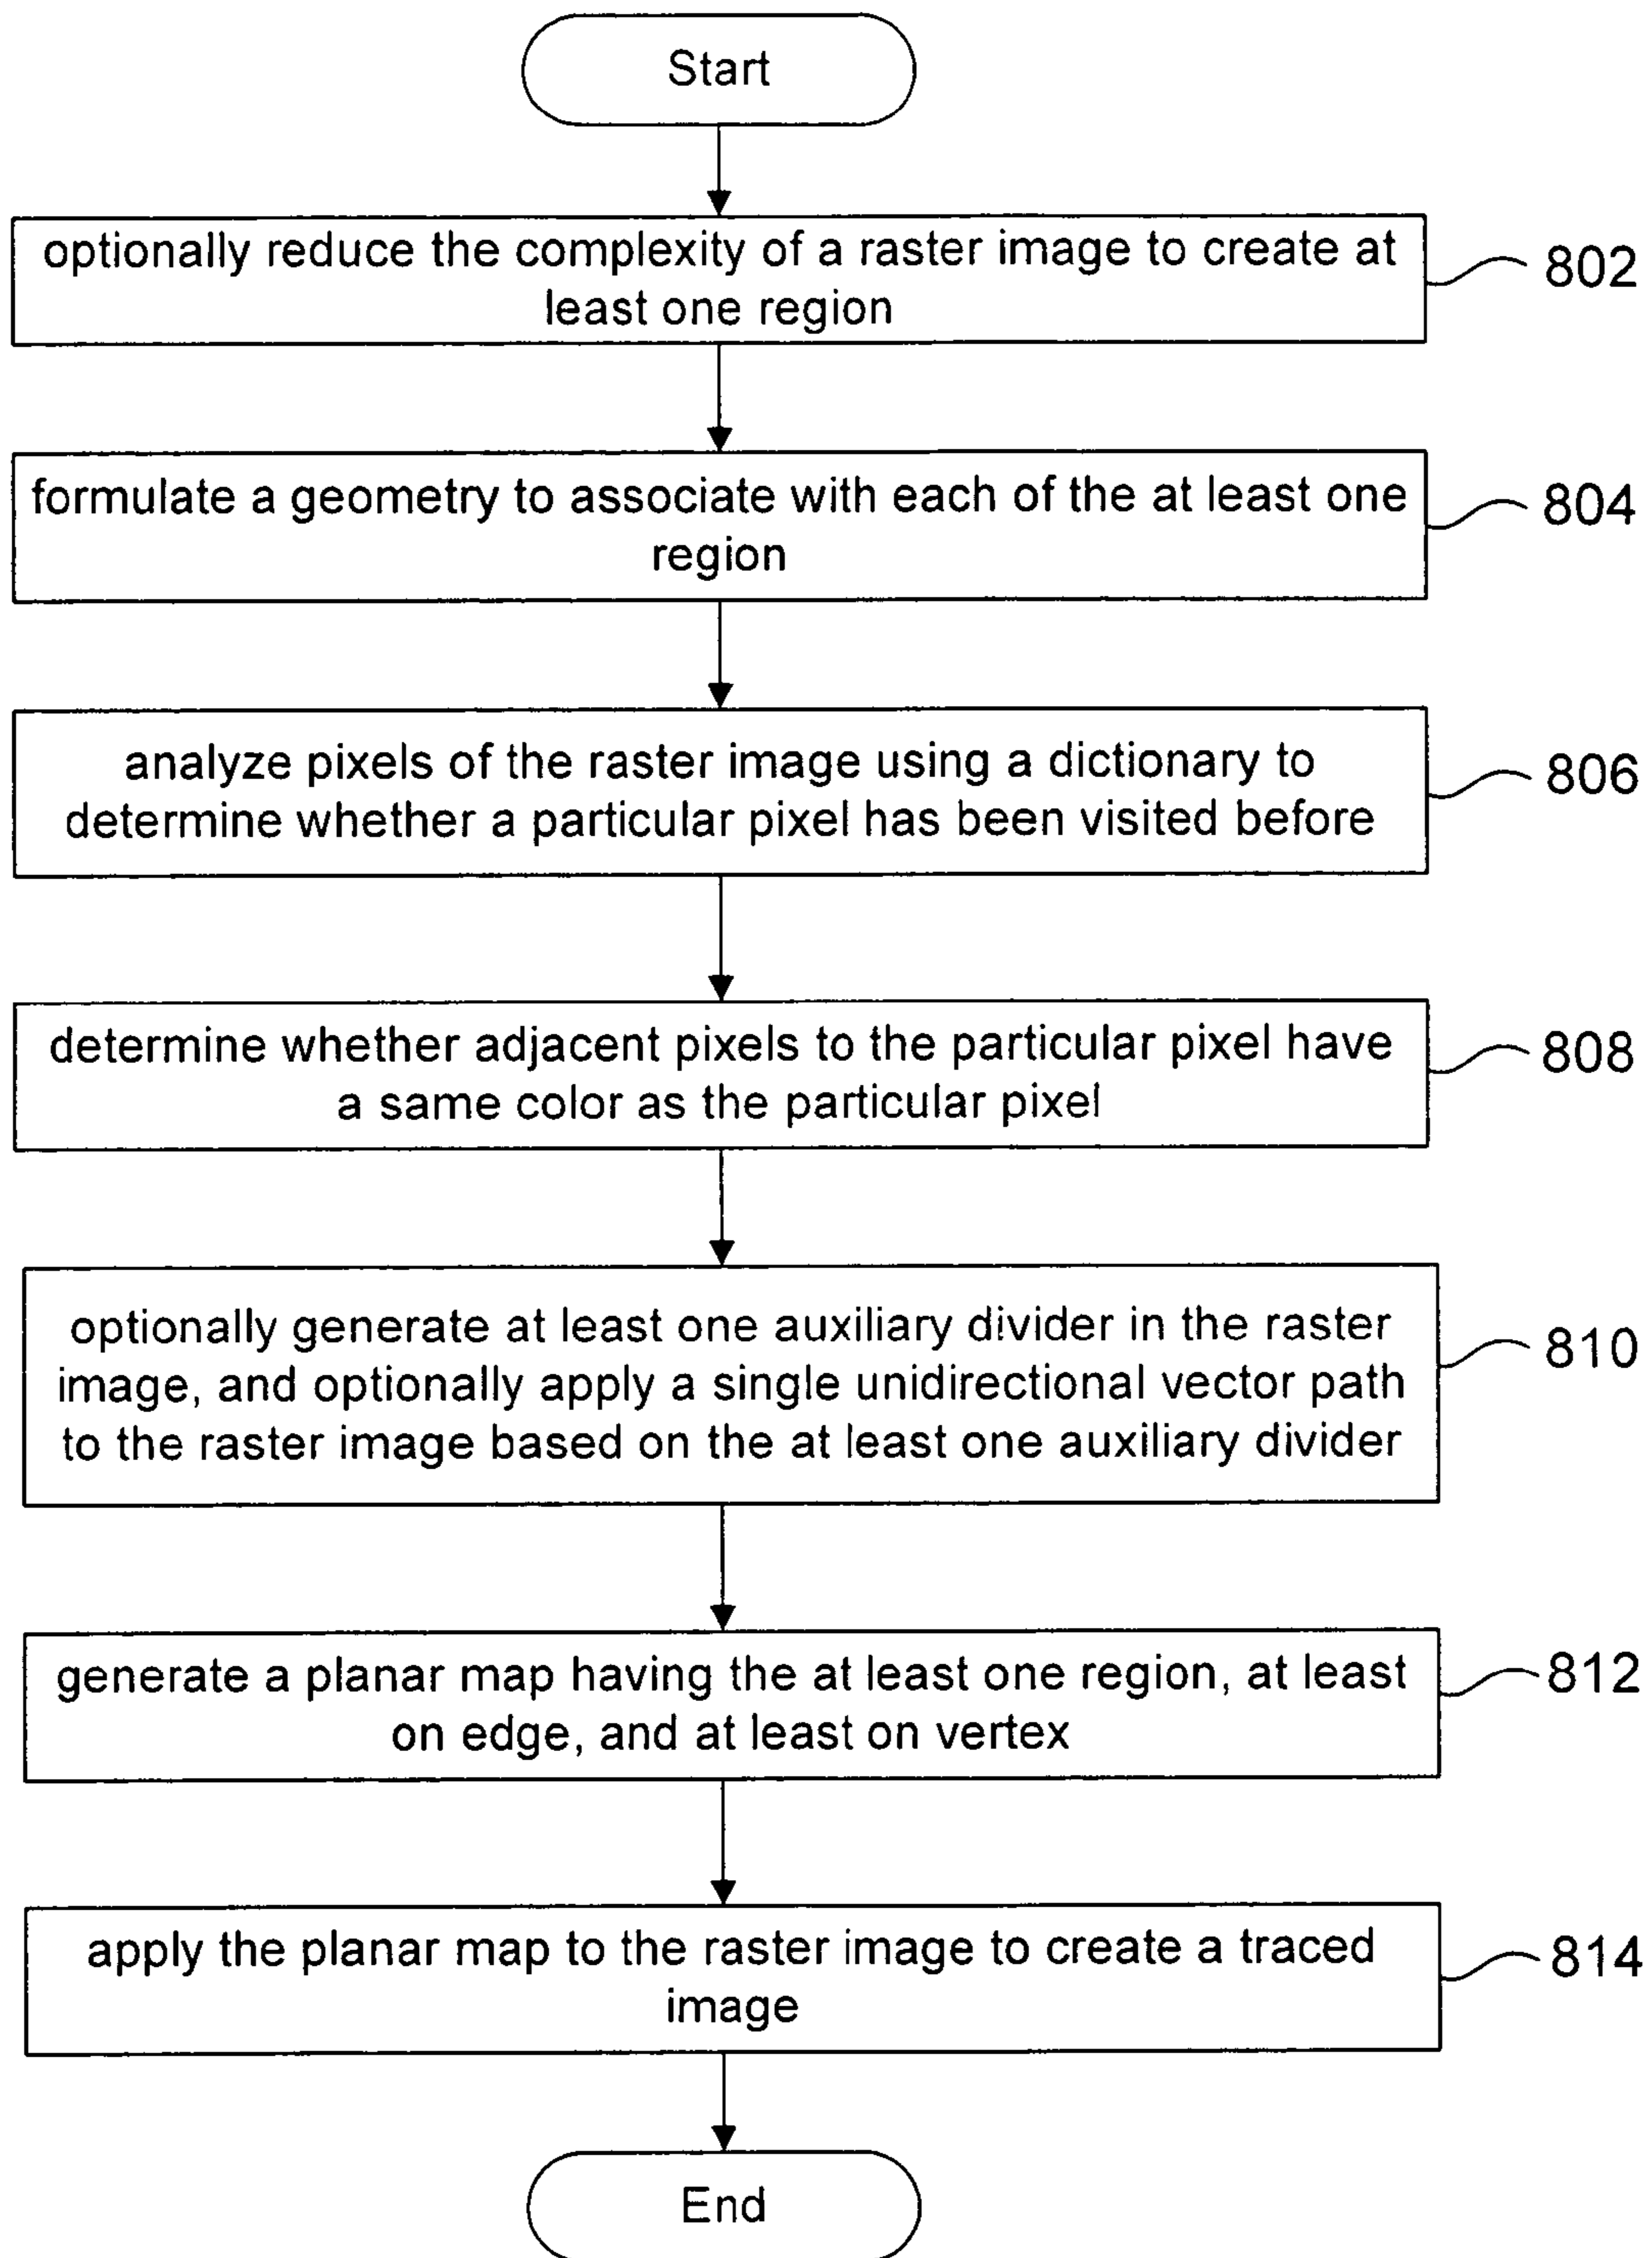 Start
optionally reduce the complexity of a raster image to create at
least one region
802
formulate a geometry to associate with each of the at least one
region
804
analyze pixels of the raster image using a dictionary to
determine whether a particular pixel has been visited before
806
determine whether adjacent pixels to the particular pixel have
a same color as the particular pixel
808
optionally generate at least one auxiliary divider in the raster
image, and optionally apply a single unidirectional vector path
to the raster image based on the at least one auxiliary divider
810
generate a planar map having the at least one region, at least
on edge, and at least on vertex
812
apply the planar map to the raster image to create a traced
image
814
End